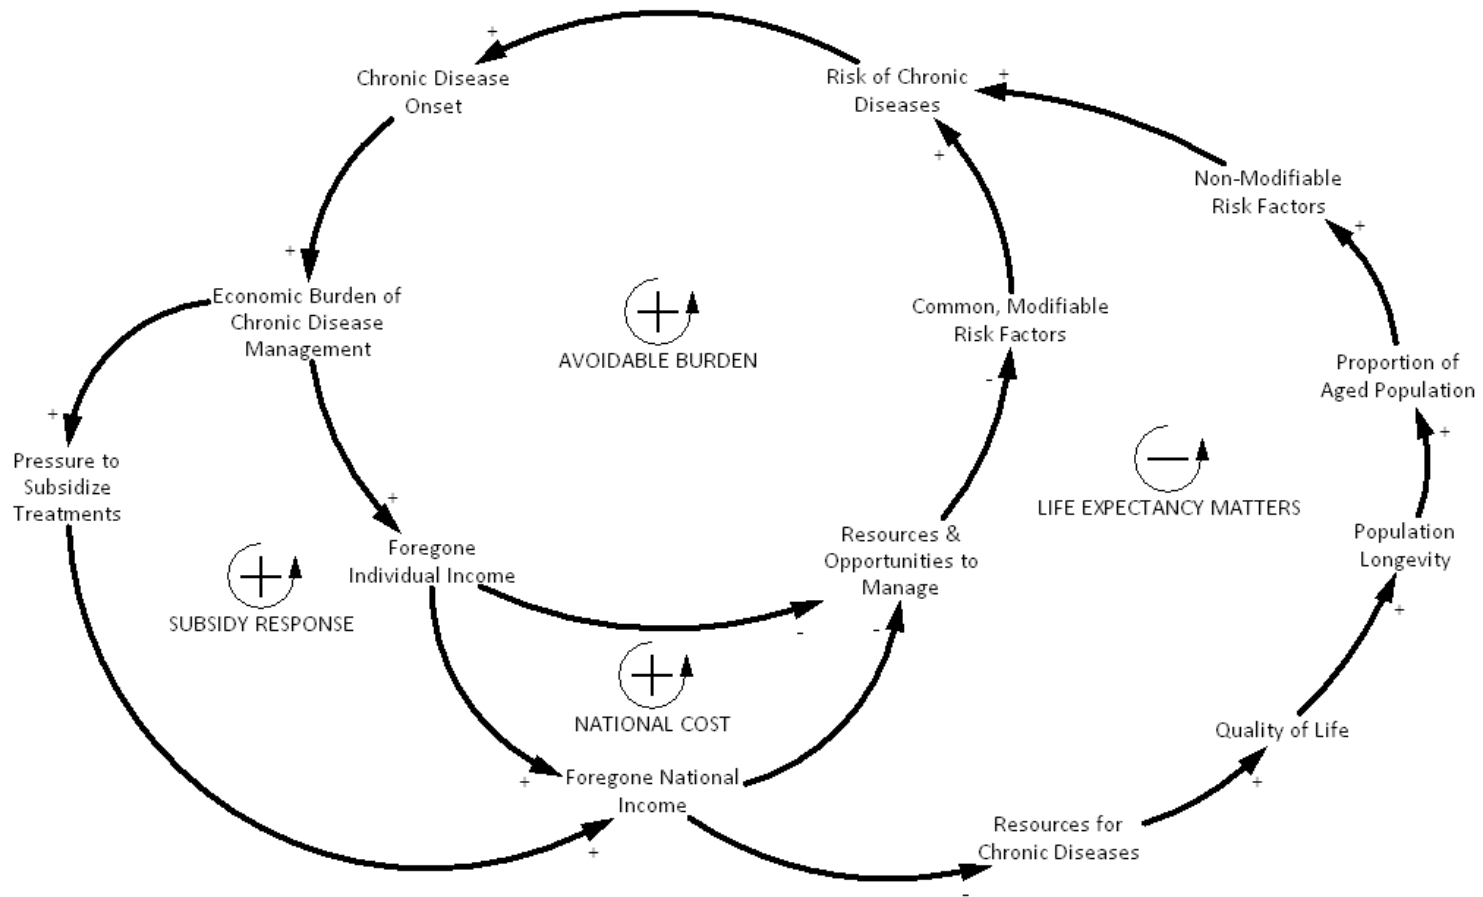 +
Chronic Disease
Onset
Risk of Chronic
Diseases
+
+
Non-Modifiable
Risk Factors
+
+
Economic Burden of
Chronic Disease
Management
+
AVOIDABLE BURDEN
Common, Modifiable
Risk Factors
-
Proportion of
Aged Population
+
+
Pressure to
Subsidize
Treatments
-
LIFE EXPECTANCY MATTERS
+
Foregone
Individual Income
Resources &
Opportunities to
Manage
Population
Longevity
+
+
SUBSIDY RESPONSE
-
-
+
NATIONAL COST
Quality of Life
+
+
Foregone National
Income
+
Resources for
Chronic Diseases
-